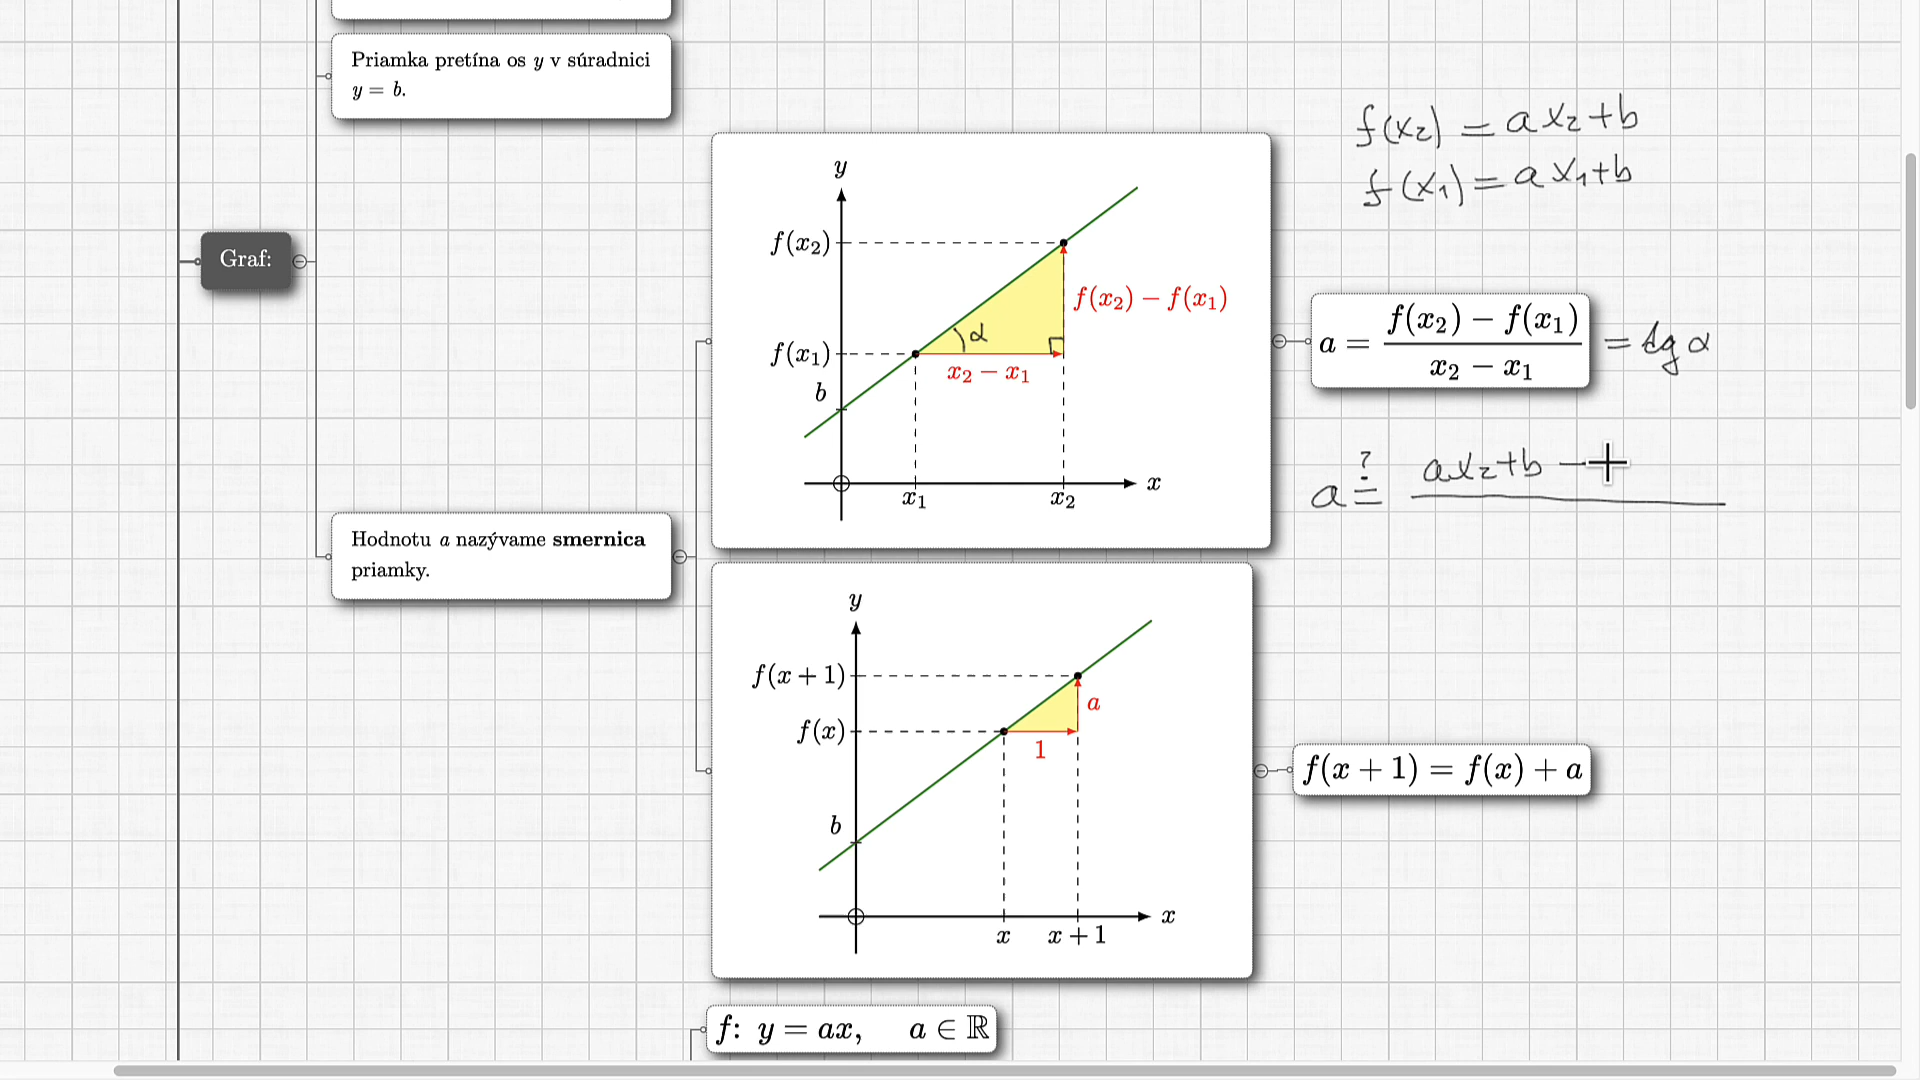 Priamka pretína os y v súradnici
y = b.
Graf:
Hodnotu a nazývame smernica
priamky.
y
f(x₂)
f(x₁)
b
α
f(x₂) − f(x₁)
x₂ − x₁
x₁
x₂
x
f(x₂) = ax₂+b
f(x₁) = ax₁+b
a = (f(x₂) − f(x₁))/(x₂ − x₁) = tg α
a ≟ ax₂+b −
y
f(x + 1)
f(x)
b
a
1
x
x + 1
x
f(x + 1) = f(x) + a
f: y = ax, a ∈ ℝ